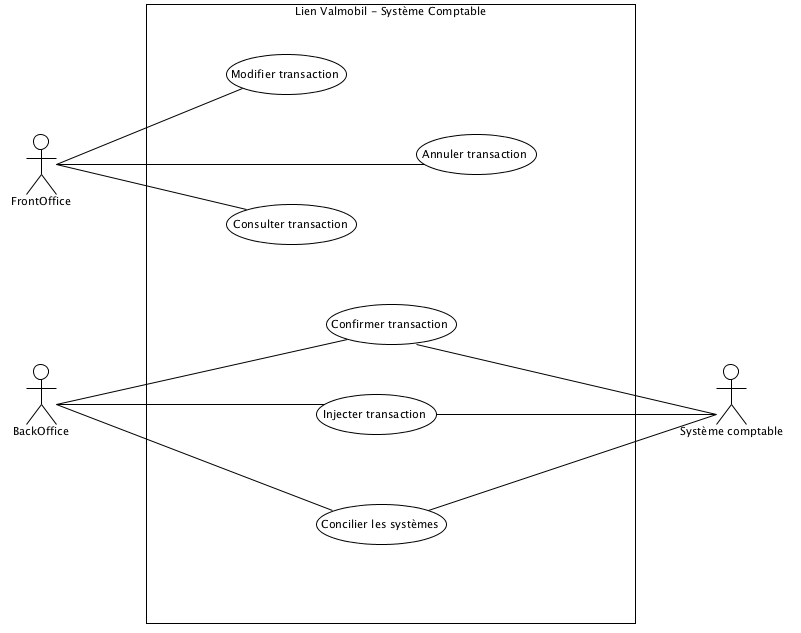 Lien Valmobil - Système Comptable
Modifier transaction
Annuler transaction
FrontOffice
Consulter transaction
Confirmer transaction
Injecter transaction
BackOffice
Système comptable
Concilier les systèmes